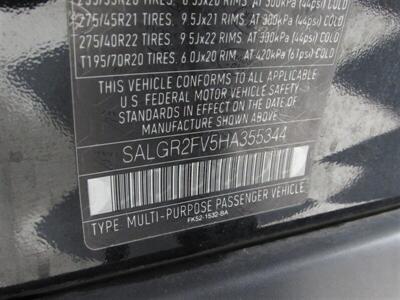 275/45R21 TIRES. 9.5Jx21 RIMS. AT 300kPa (44psi) COLD
275/40R22 TIRES. 9.5Jx22 RIMS. AT 300kPa (44psi) COLD
T195/70R20 TIRES. 6.0Jx20 RIM. AT 420kPa (61psi) COLD
THIS VEHICLE CONFORMS TO ALL APPLICABLE
FEDERAL MOTOR VEHICLE SAFETY
STANDARDS IN EFFECT ON THE DATE OF
MANUFACTURE SHOWN ABOVE.
SALGR2FV5HA355344
TYPE: MULTI-PURPOSE PASSENGER VEHICLE
FK52-1532-BA